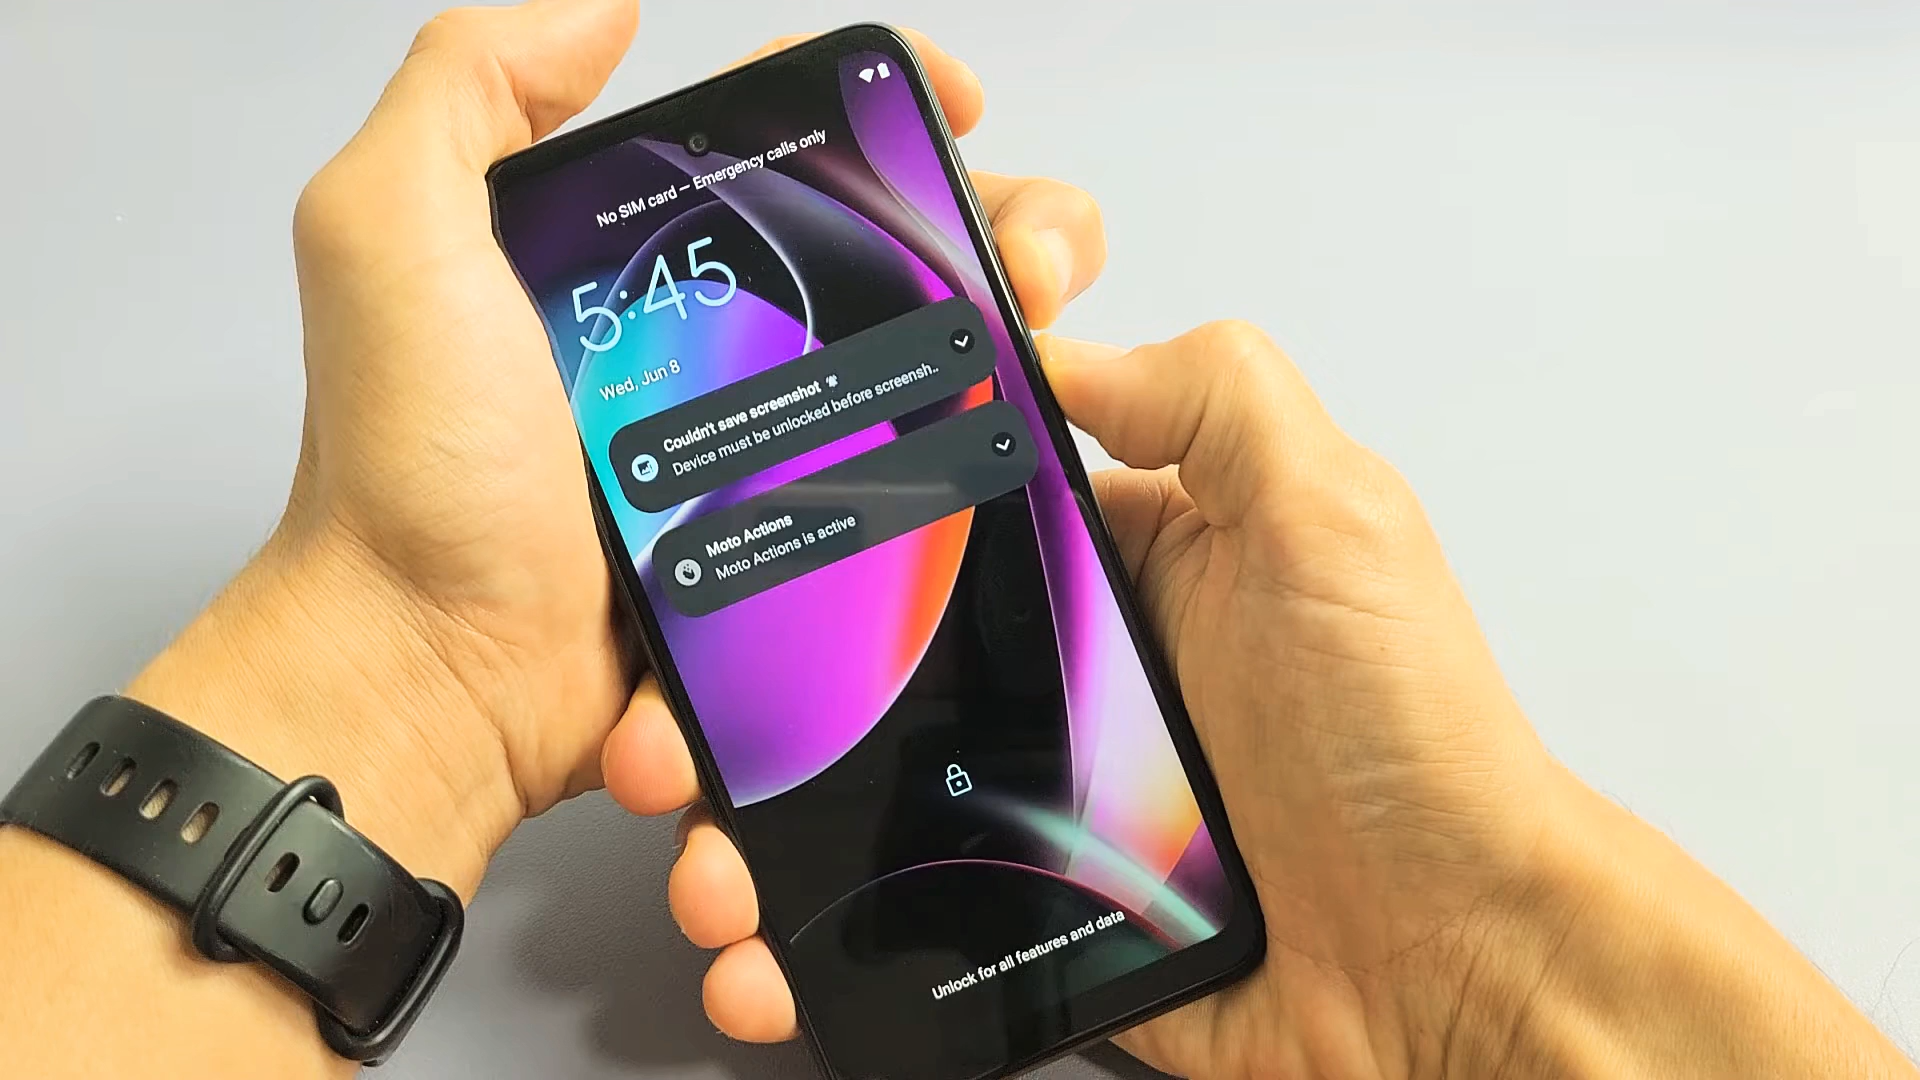 No SIM card — Emergency calls only
5:45
Wed, Jun 8
Couldn't save screenshot
Device must be unlocked before screensh..
Moto Actions
Moto Actions is active
Unlock for all features and data